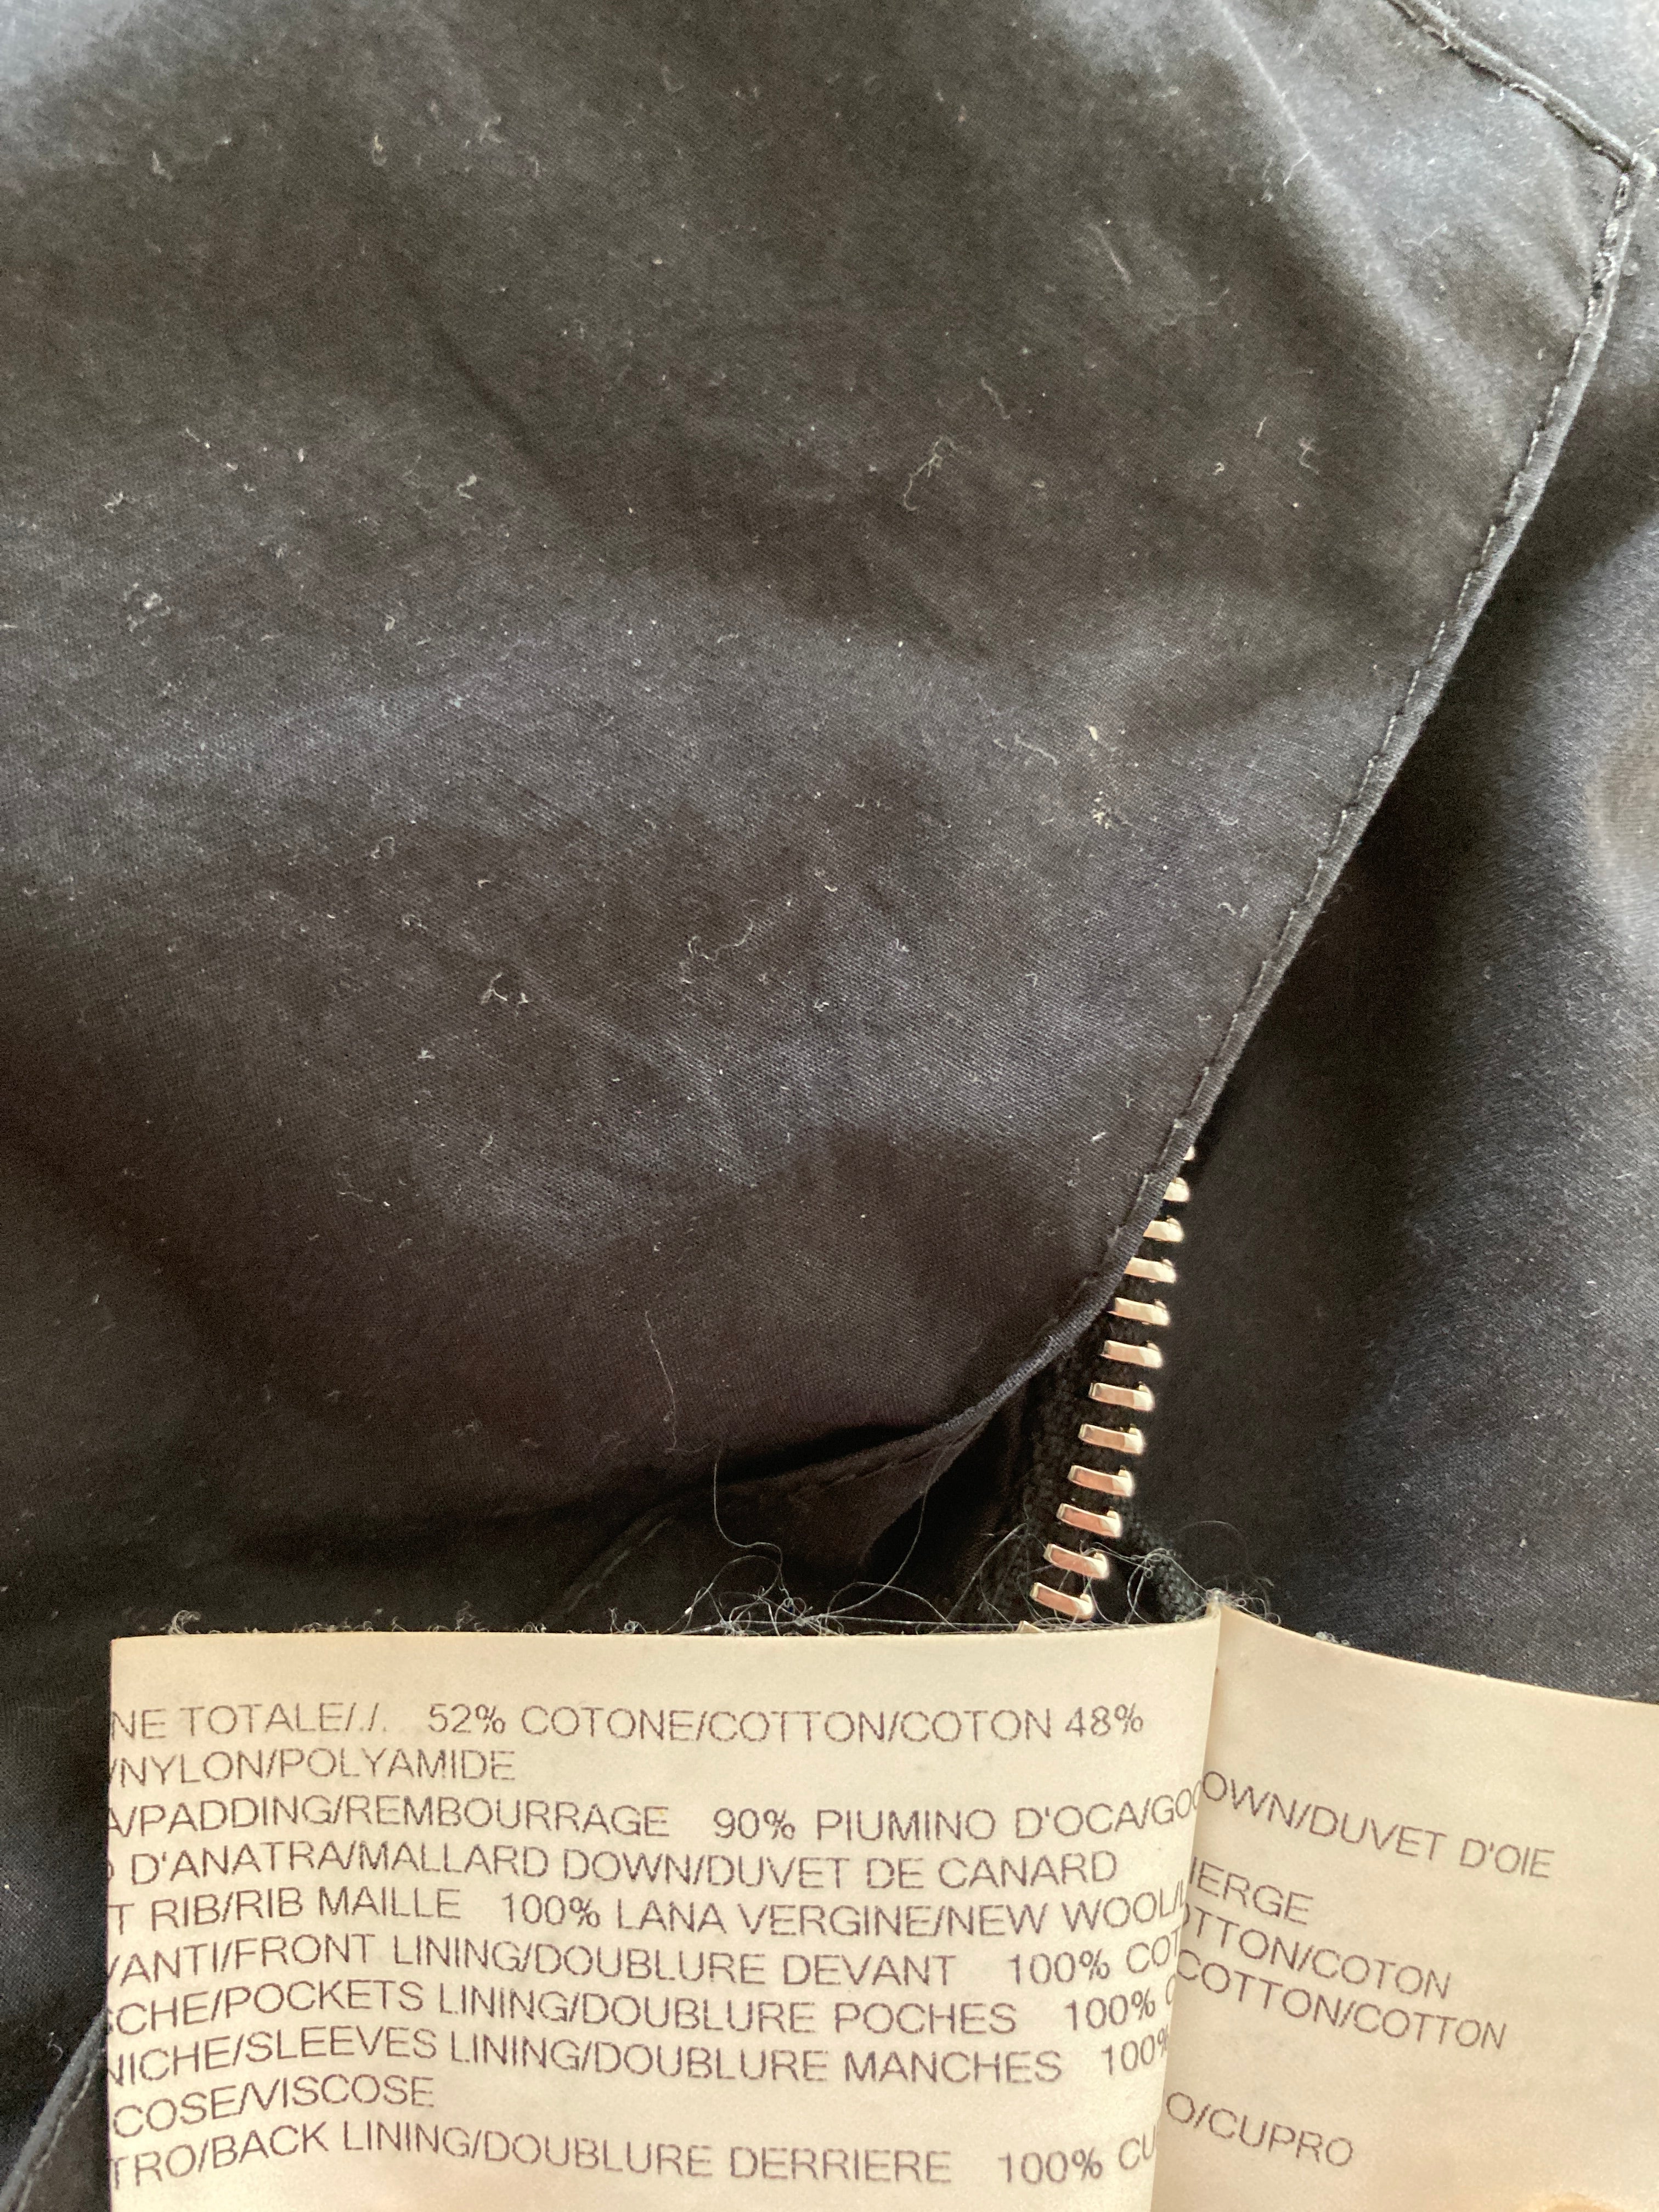 NE TOTALE/./. 52% COTONE/COTTON/COTON 48%
/NYLON/POLYAMIDE
A/PADDING/REMBOURRAGE 90% PIUMINO D'OCA/GO OWN/DUVET D'OIE
D'ANATRA/MALLARD DOWN/DUVET DE CANARD
T RIB/RIB MAILLE 100% LANA VERGINE/NEW WOOL/ IERGE
/ANTI/FRONT LINING/DOUBLURE DEVANT 100% COT OTTON/COTON
SCHE/POCKETS LINING/DOUBLURE POCHES 100% C COTTON/COTTON
NICHE/SLEEVES LINING/DOUBLURE MANCHES 100%
COSE/VISCOSE
TRO/BACK LINING/DOUBLURE DERRIERE 100% CU O/CUPRO